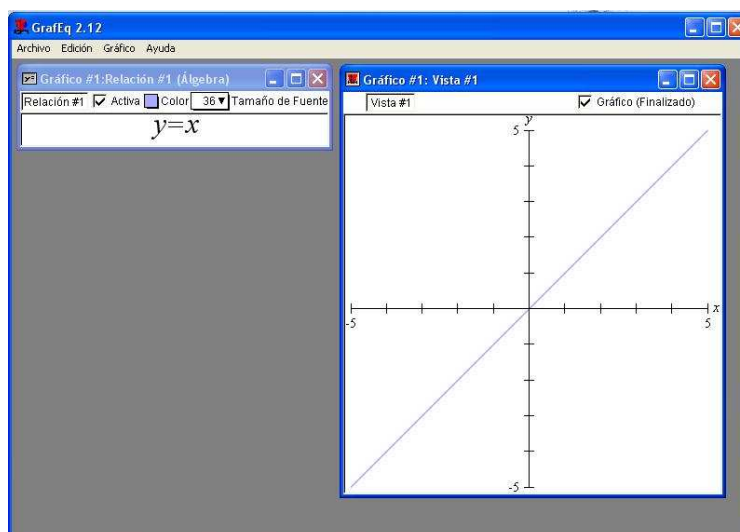 GrafEq 2.12
Archivo Edición Gráfico Ayuda
Gráfico #1:Relación #1 (Álgebra)
Relación #1 Activa Color 36 Tamaño de Fuente
y=x
Gráfico #1: Vista #1
Vista #1 Gráfico (Finalizado)
y
5
x
-5
5
-5